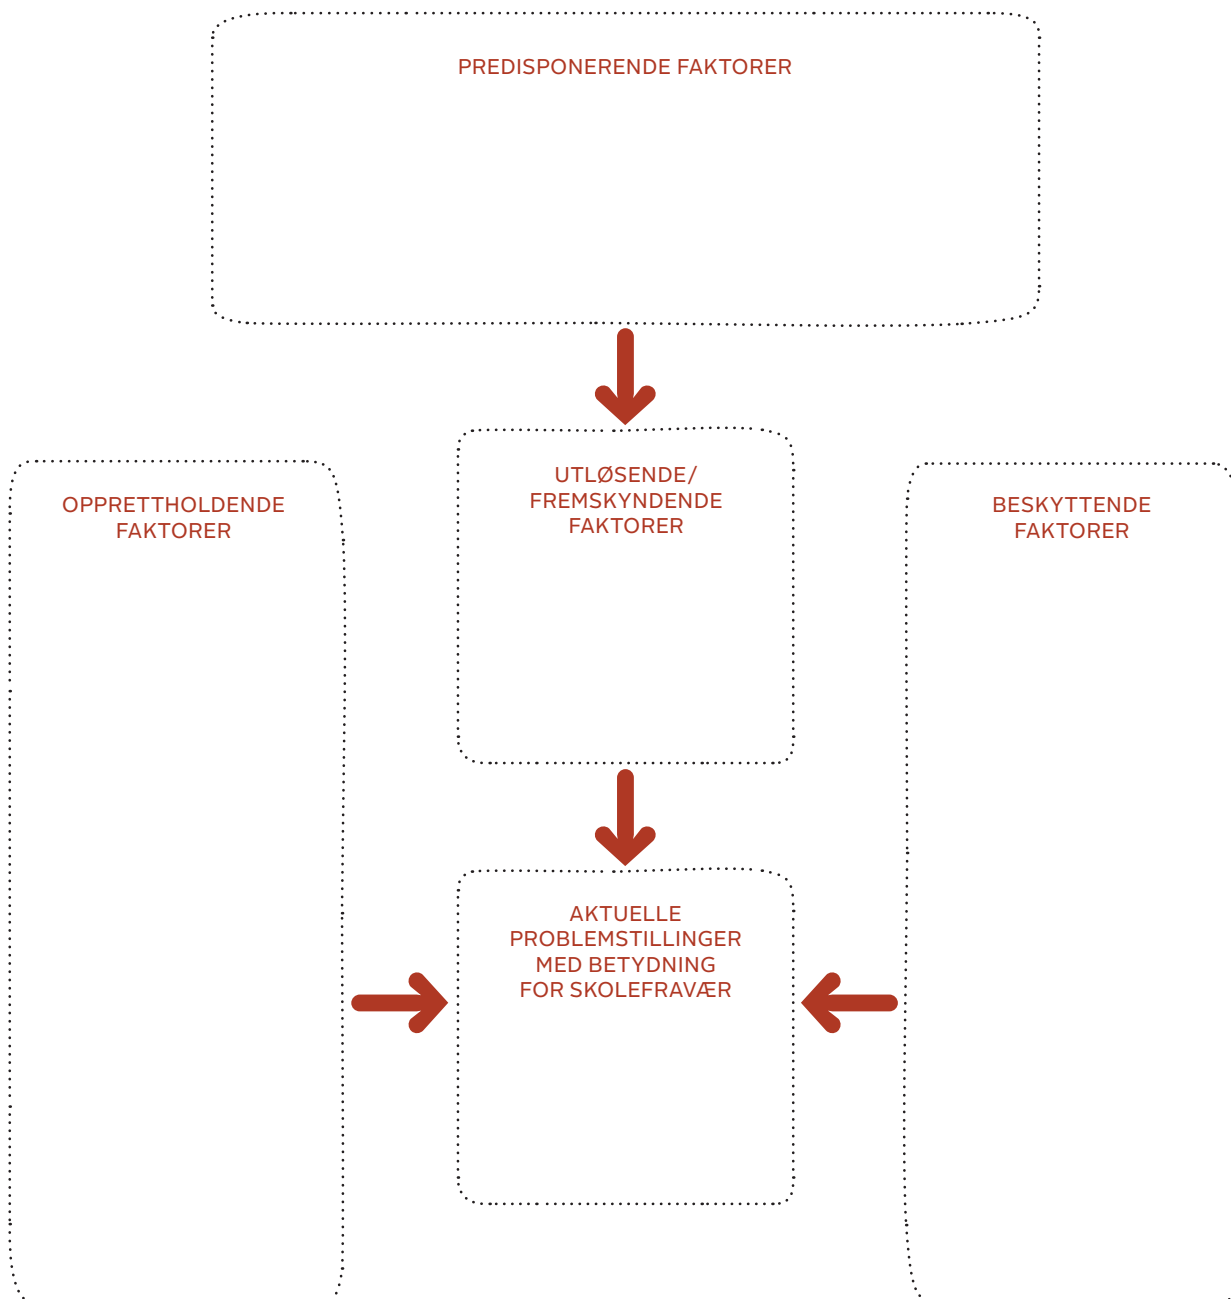 PREDISPONERENDE FAKTORER
UTLØSENDE/
FREMSKYNDENDE
FAKTORER
OPPRETTHOLDENDE
FAKTORER
BESKYTTENDE
FAKTORER
AKTUELLE
PROBLEMSTILLINGER
MED BETYDNING
FOR SKOLEFRAVÆR